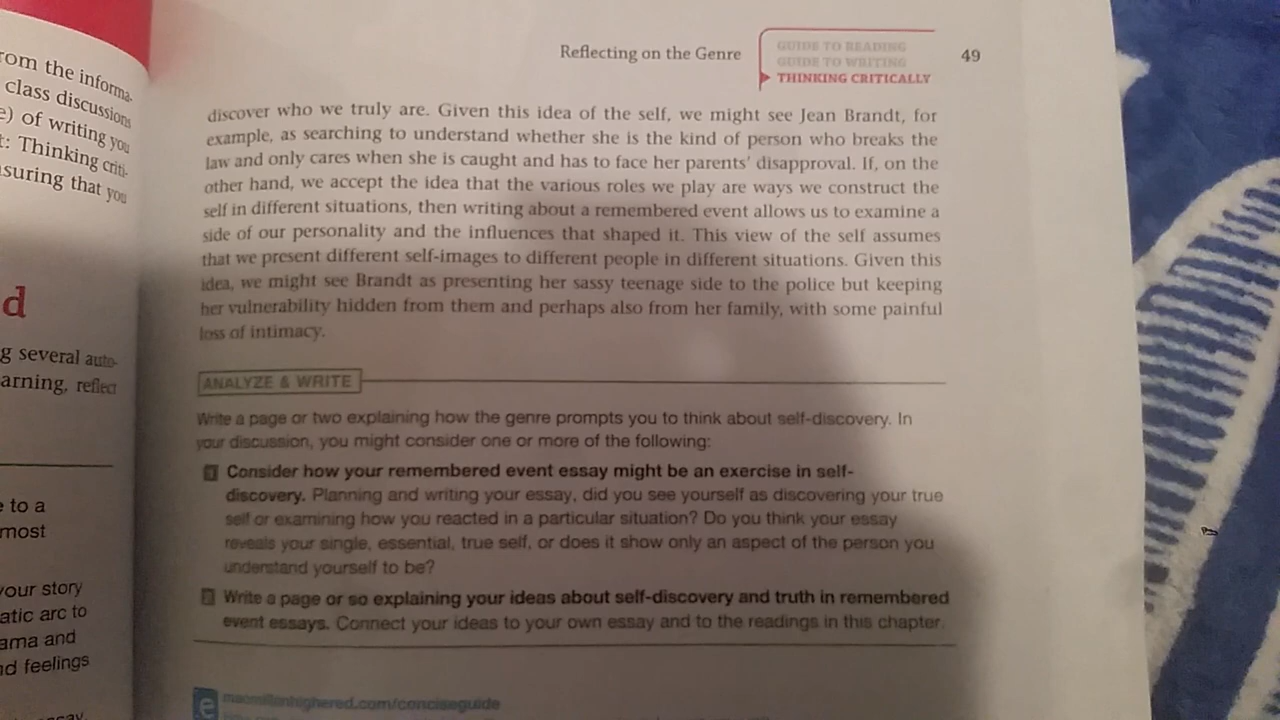 rom the informa-
class discussions
e) of writing you
t: Thinking criti-
suring that you
d
g several auto-
arning, reflect
e to a
most
your story
atic arc to
ama and
nd feelings
essay
Reflecting on the Genre
GUIDE TO READING
GUIDE TO WRITING
THINKING CRITICALLY
49
discover who we truly are. Given this idea of the self, we might see Jean Brandt, for
example, as searching to understand whether she is the kind of person who breaks the
law and only cares when she is caught and has to face her parents' disapproval. If, on the
other hand, we accept the idea that the various roles we play are ways we construct the
self in different situations, then writing about a remembered event allows us to examine a
side of our personality and the influences that shaped it. This view of the self assumes
that we present different self-images to different people in different situations. Given this
idea, we might see Brandt as presenting her sassy teenage side to the police but keeping
her vulnerability hidden from them and perhaps also from her family, with some painful
loss of intimacy.
ANALYZE & WRITE
Write a page or two explaining how the genre prompts you to think about self-discovery. In
your discussion, you might consider one or more of the following:
1 Consider how your remembered event essay might be an exercise in self-
discovery. Planning and writing your essay, did you see yourself as discovering your true
self or examining how you reacted in a particular situation? Do you think your essay
reveals your single, essential, true self, or does it show only an aspect of the person you
understand yourself to be?
2 Write a page or so explaining your ideas about self-discovery and truth in remembered
event essays. Connect your ideas to your own essay and to the readings in this chapter.
e macmillanhighered.com/conciseguide